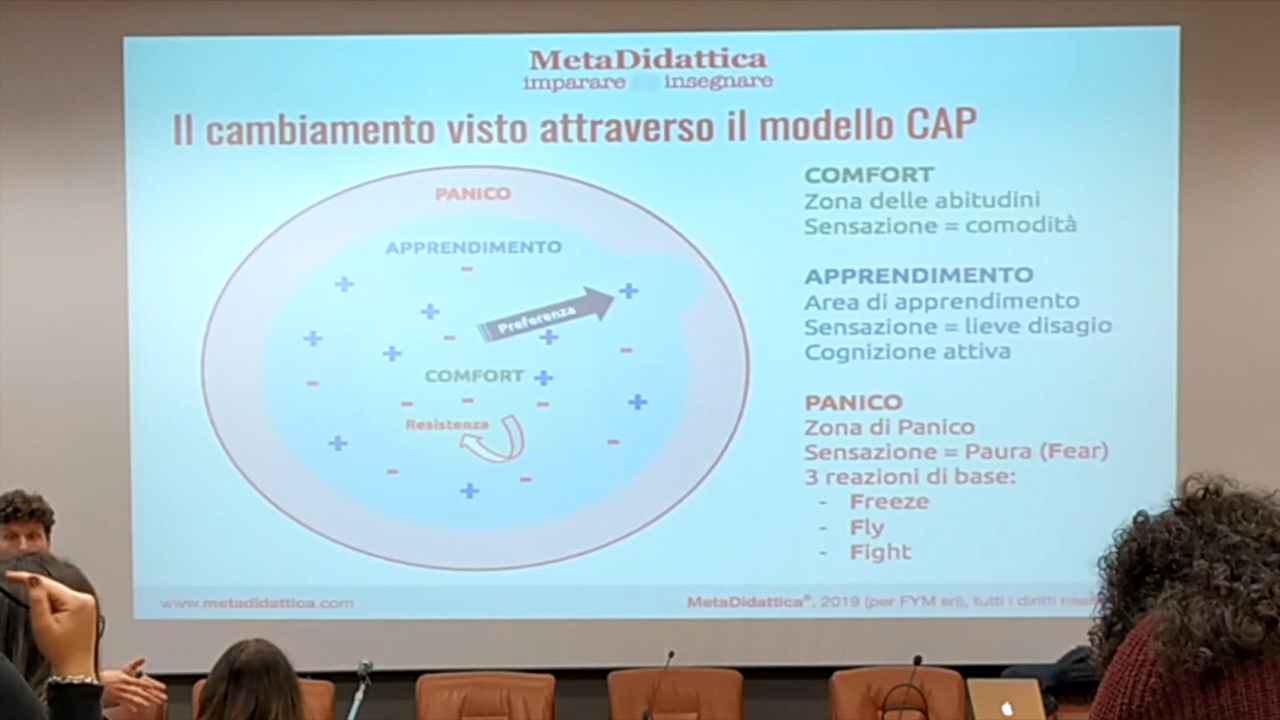 MetaDidattica
imparare insegnare
Il cambiamento visto attraverso il modello CAP
PANICO
APPRENDIMENTO
Preferenza
COMFORT
Resistenza
COMFORT
Zona delle abitudini
Sensazione = comodità
APPRENDIMENTO
Area di apprendimento
Sensazione = lieve disagio
Cognizione attiva
PANICO
Zona di Panico
Sensazione = Paura (Fear)
3 reazioni di base:
- Freeze
- Fly
- Fight
www.metadidattica.com
MetaDidattica®, 2019 (per FYM srl), tutti i diritti